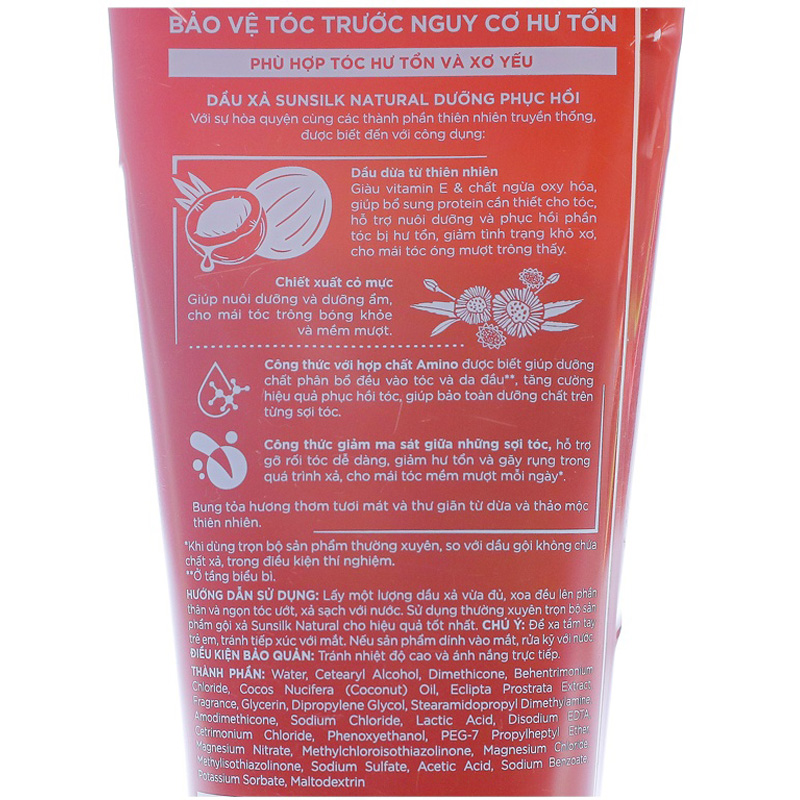 BẢO VỆ TÓC TRƯỚC NGUY CƠ HƯ TỔN
PHÙ HỢP TÓC HƯ TỔN VÀ XƠ YẾU
DẦU XẢ SUNSILK NATURAL DƯỠNG PHỤC HỒI
Với sự hòa quyện cùng các thành phần thiên nhiên truyền thống,
được biết đến với công dụng:
Dầu dừa từ thiên nhiên
Giàu vitamin E & chất ngừa oxy hóa,
giúp bổ sung protein cần thiết cho tóc,
hỗ trợ nuôi dưỡng và phục hồi phần
tóc bị hư tổn, giảm tình trạng khô xơ,
cho mái tóc óng mượt trông thấy.
Chiết xuất cỏ mực
Giúp nuôi dưỡng và dưỡng ẩm,
cho mái tóc trông bóng khỏe
và mềm mượt.
Công thức với hợp chất Amino được biết giúp dưỡng
chất phân bổ đều vào tóc và da đầu**, tăng cường
hiệu quả phục hồi tóc, giúp bảo toàn dưỡng chất trên
từng sợi tóc.
Công thức giảm ma sát giữa những sợi tóc, hỗ trợ
gỡ rối tóc dễ dàng, giảm hư tổn và gãy rụng trong
quá trình xả, cho mái tóc mềm mượt mỗi ngày*.
Bung tỏa hương thơm tươi mát và thư giãn từ dừa và thảo mộc
thiên nhiên.
*Khi dùng trọn bộ sản phẩm thường xuyên, so với dầu gội không chứa
chất xả, trong điều kiện thí nghiệm.
**Ở tầng biểu bì.
HƯỚNG DẪN SỬ DỤNG: Lấy một lượng dầu xả vừa đủ, xoa đều lên phần
thân và ngọn tóc ướt, xả sạch với nước. Sử dụng thường xuyên trọn bộ sản
phẩm gội xả Sunsilk Natural cho hiệu quả tốt nhất. CHÚ Ý: Để xa tầm tay
trẻ em, tránh tiếp xúc với mắt. Nếu sản phẩm dính vào mắt, rửa kỹ với nước
ĐIỀU KIỆN BẢO QUẢN: Tránh nhiệt độ cao và ánh nắng trực tiếp.
THÀNH PHẦN: Water, Cetearyl Alcohol, Dimethicone, Behentrimonium
Chloride, Cocos Nucifera (Coconut) Oil, Eclipta Prostrata Extract,
Fragrance, Glycerin, Dipropylene Glycol, Stearamidopropyl Dimethylamine,
Amodimethicone, Sodium Chloride, Lactic Acid, Disodium EDTA,
Cetrimonium Chloride, Phenoxyethanol, PEG-7 Propylheptyl Ether,
Magnesium Nitrate, Methylchloroisothiazolinone, Magnesium Chloride,
Methylisothiazolinone, Sodium Sulfate, Acetic Acid, Sodium Benzoate,
Potassium Sorbate, Maltodextrin